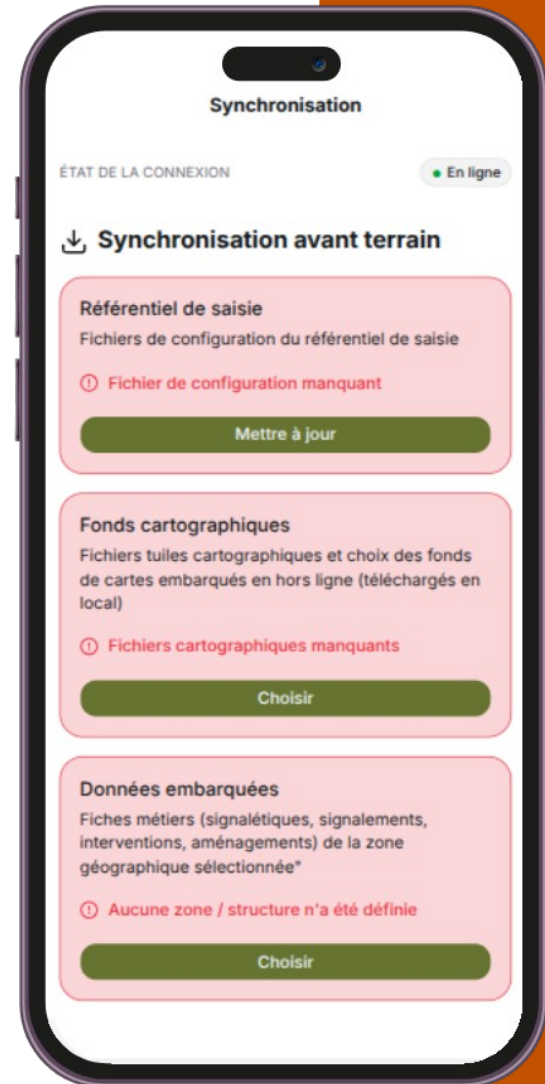 Synchronisation
ÉTAT DE LA CONNEXION
En ligne
Synchronisation avant terrain
Référentiel de saisie
Fichiers de configuration du référentiel de saisie
Fichier de configuration manquant
Mettre à jour
Fonds cartographiques
Fichiers tuiles cartographiques et choix des fonds
de cartes embarqués en hors ligne (téléchargés en
local)
Fichiers cartographiques manquants
Choisir
Données embarquées
Fiches métiers (signalétiques, signalements,
interventions, aménagements) de la zone
géographique sélectionnée*
Aucune zone / structure n'a été définie
Choisir